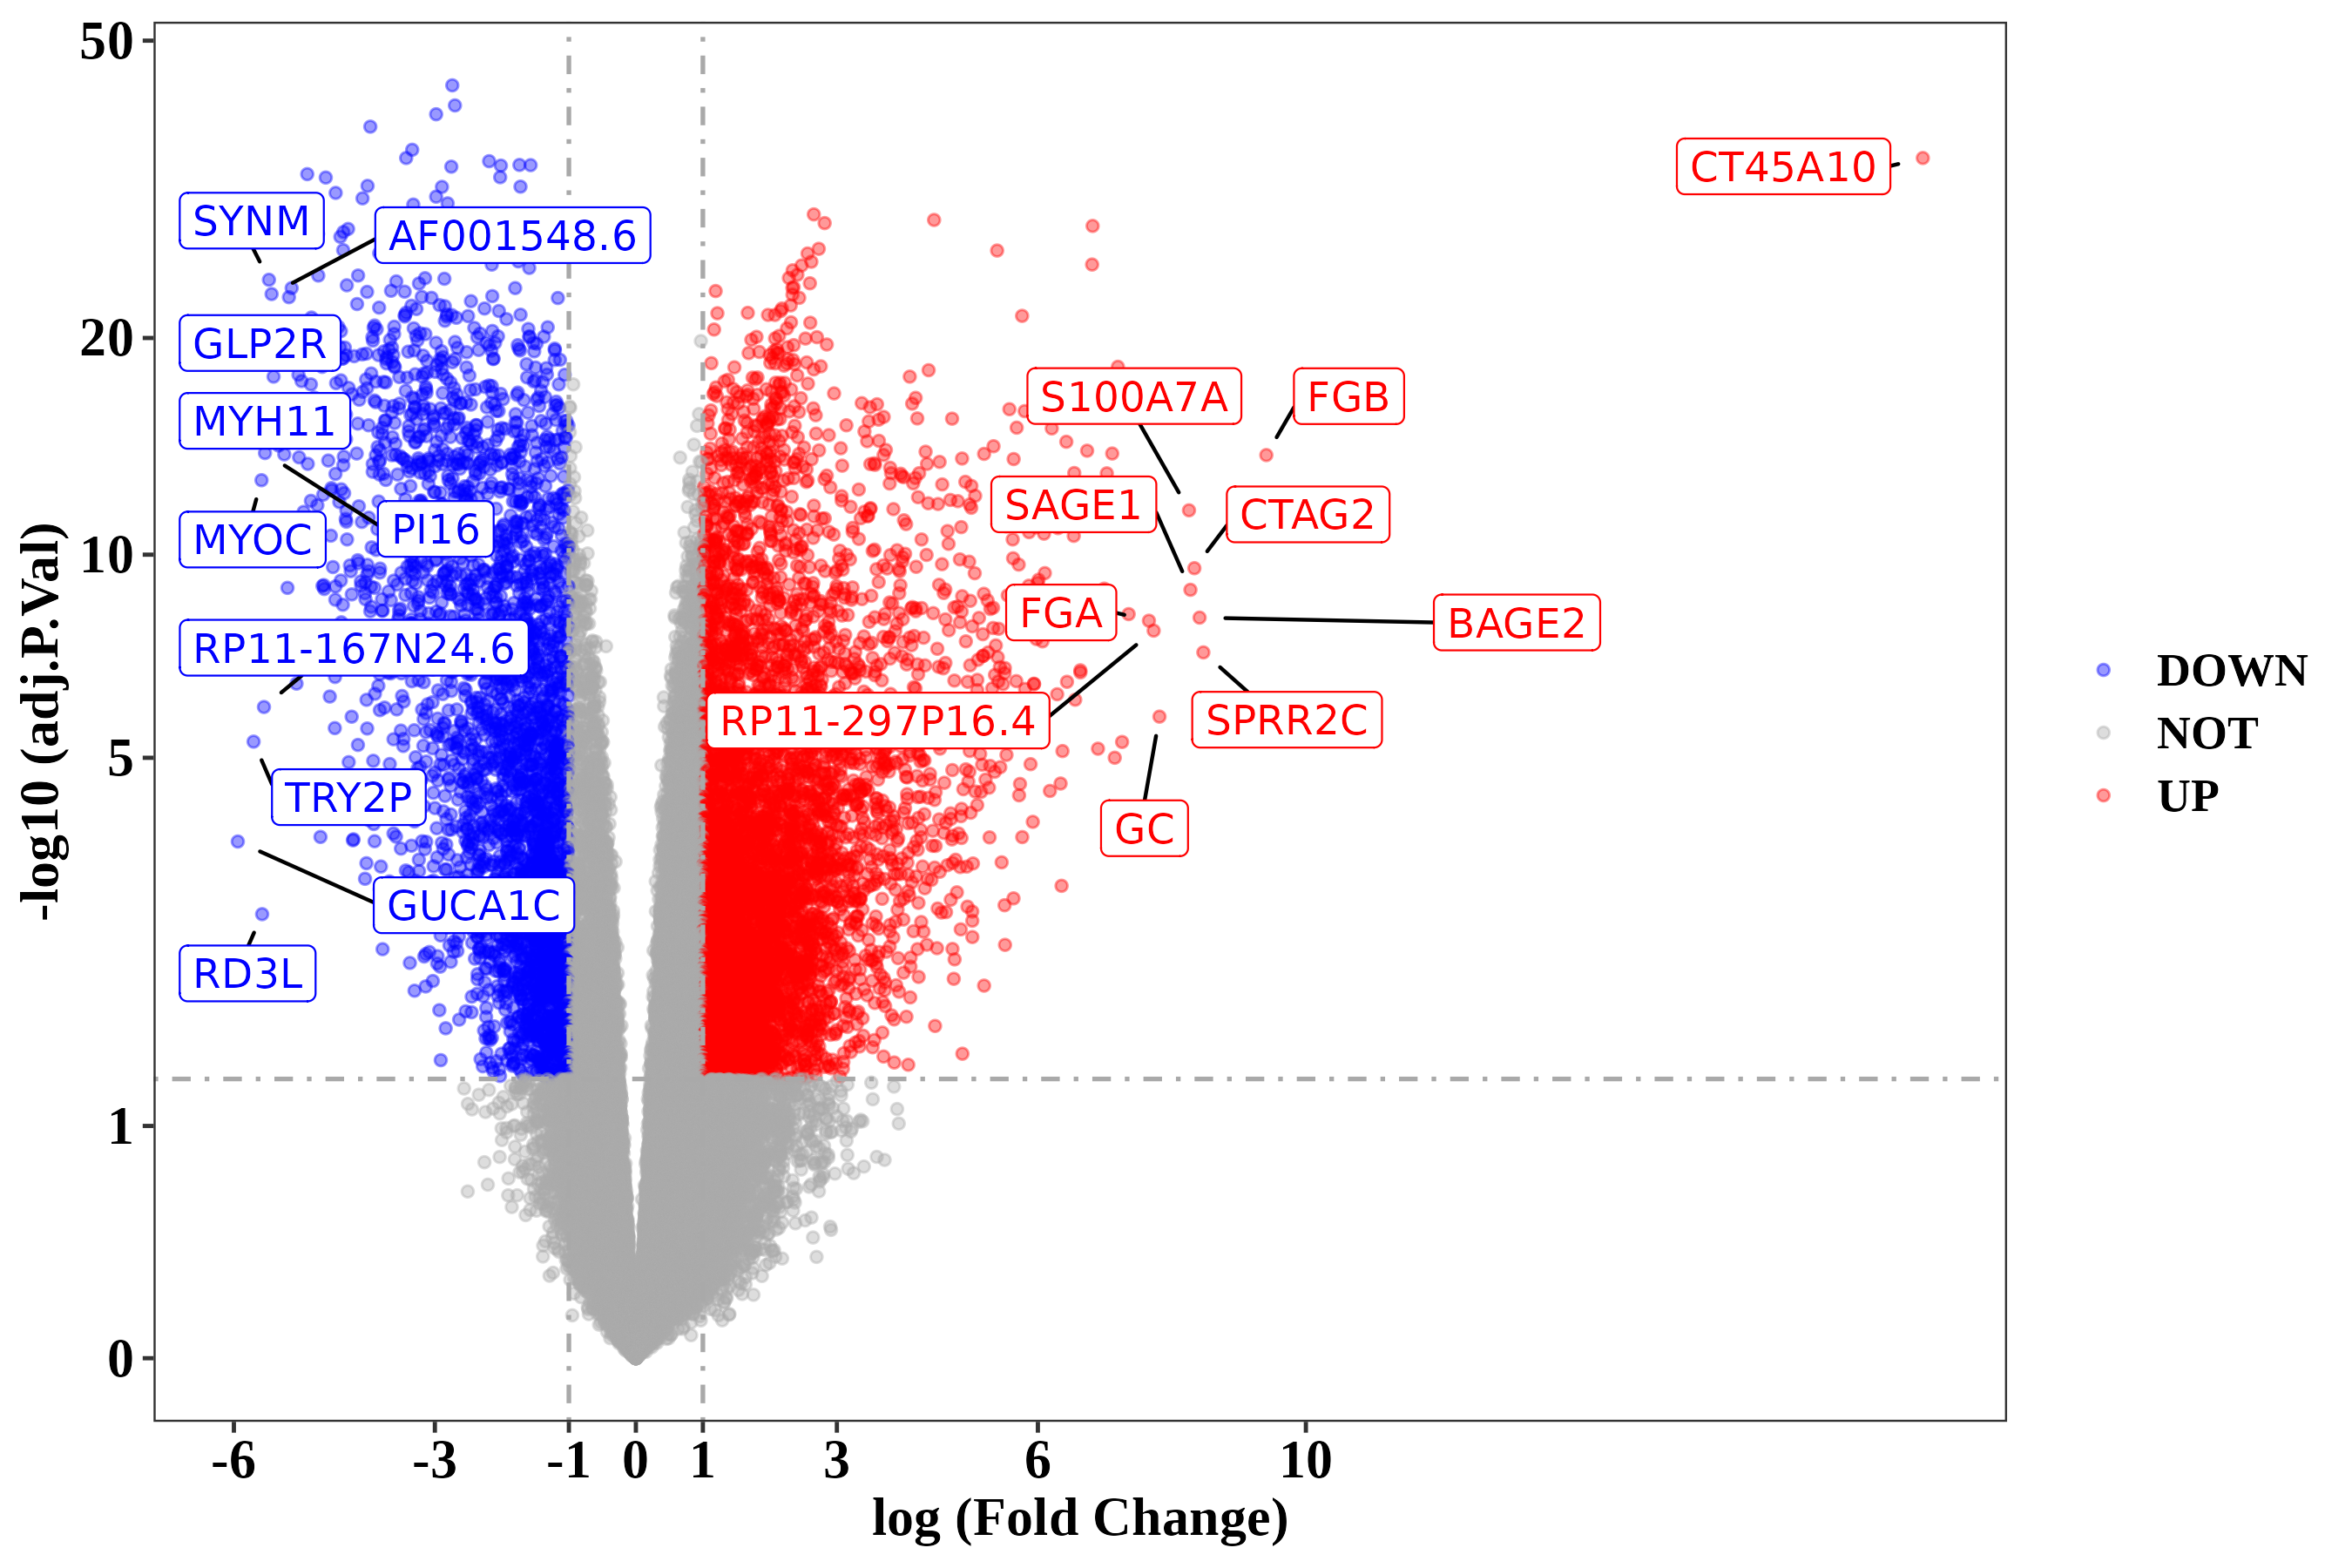 50
CT45A10
SYNM
AF001548.6
20
GLP2R
S100A7A
FGB
MYH11
SAGE1
CTAG2
PI16
MYOC
10
FGA
BAGE2
RP11-167N24.6
RP11-297P16.4
SPRR2C
DOWN
NOT
UP
5
TRY2P
GC
GUCA1C
RD3L
1
0
-log10 (adj.P.Val)
-6 -3 -1 0 1 3 6 10
log (Fold Change)